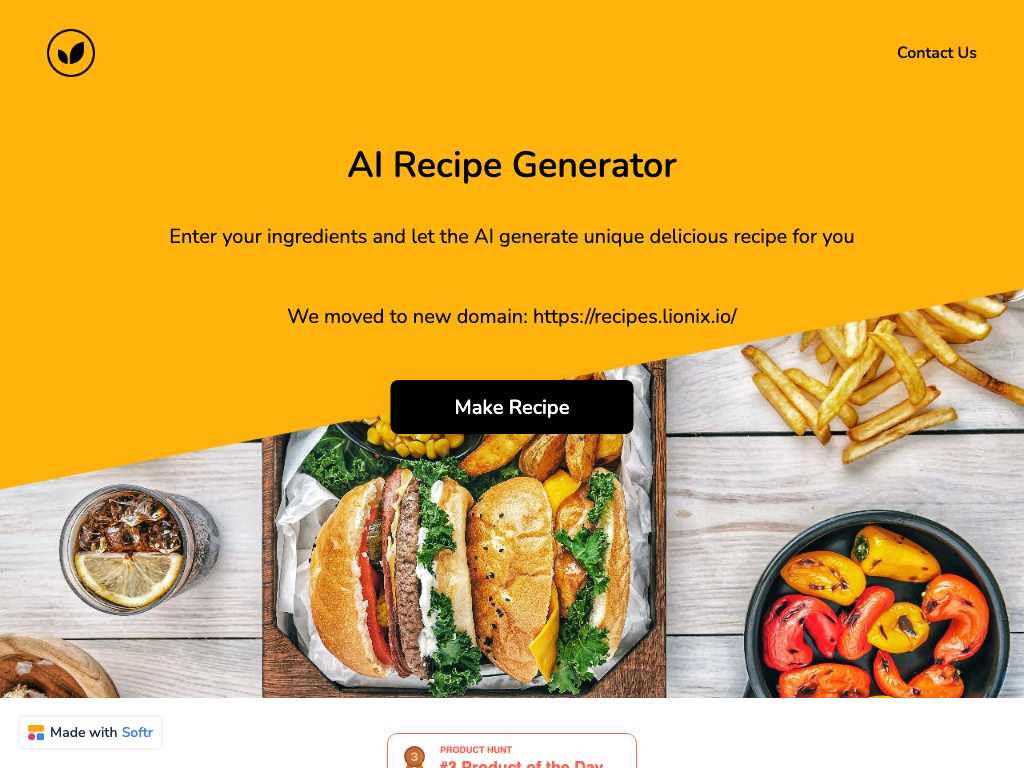 Contact Us
AI Recipe Generator
Enter your ingredients and let the AI generate unique delicious recipe for you
We moved to new domain: https://recipes.lionix.io/
Make Recipe
Made with Softr
3
PRODUCT HUNT
#3 Product of the Day